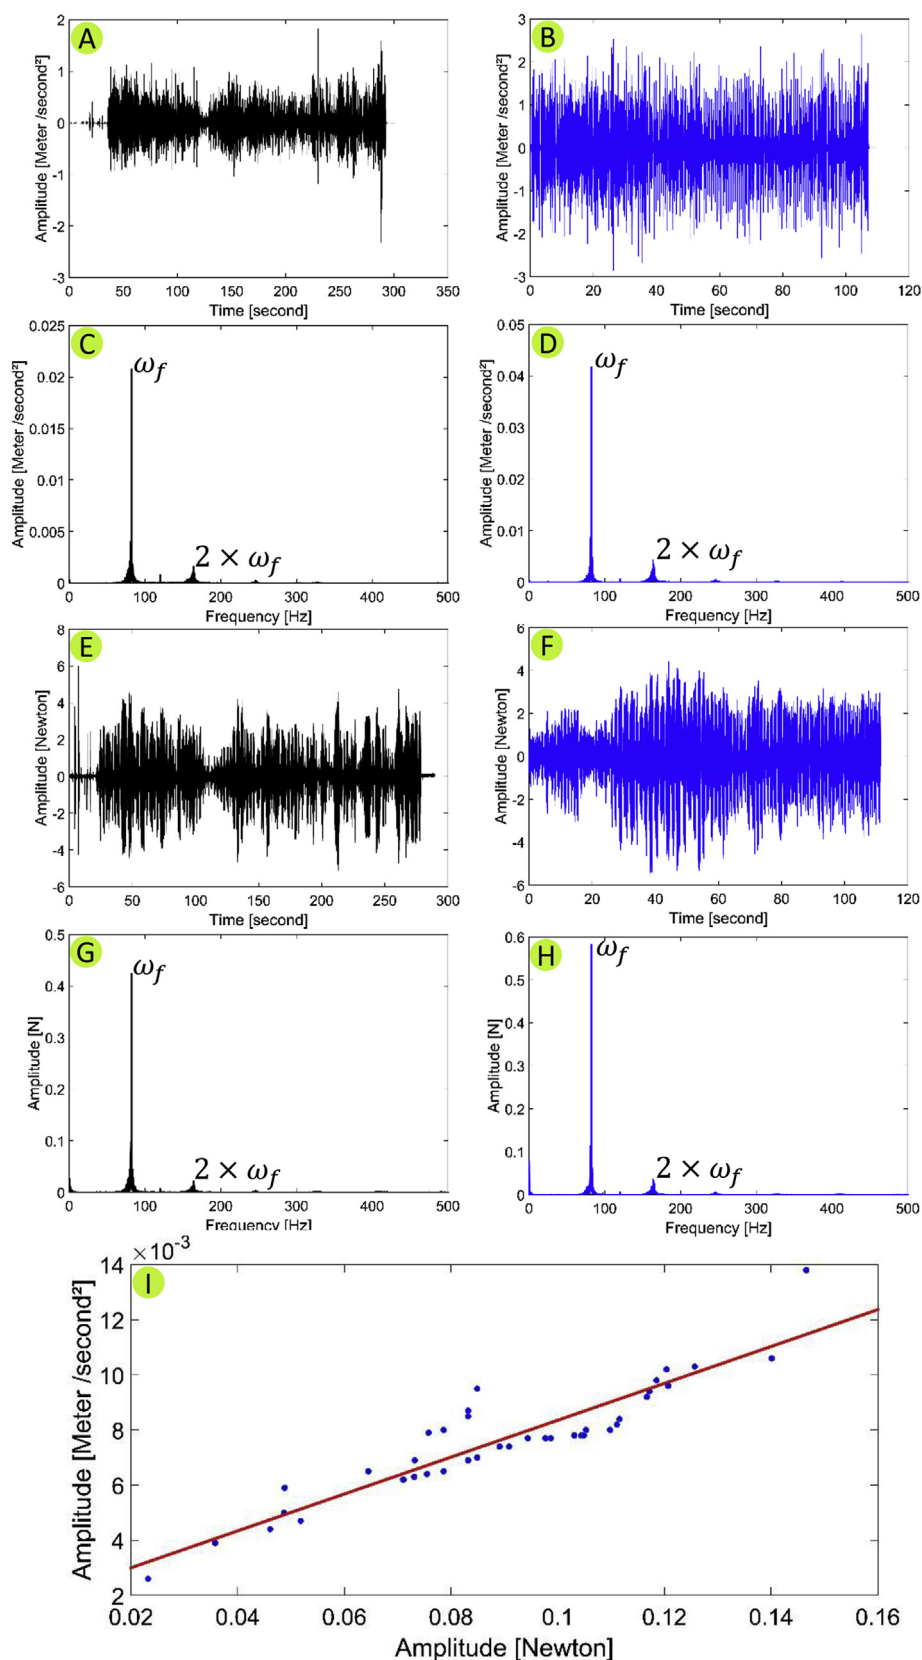 A
Amplitude [Meter /second²]
2
1
0
-1
-2
-3
0 50 100 150 200 250 300 350
Time [second]
B
Amplitude [Meter /second²]
3
2
1
0
-1
-2
-3
0 20 40 60 80 100 120
Time [second]
C
Amplitude [Meter /second²]
0.025
0.02
0.015
0.01
0.005
0
ω_f
2 × ω_f
0 100 200 300 400 500
Frequency [Hz]
D
Amplitude [Meter /second²]
0.05
0.04
0.03
0.02
0.01
0
ω_f
2 × ω_f
0 100 200 300 400 500
Frequency [Hz]
E
Amplitude [Newton]
8
6
4
2
0
-2
-4
-6
0 50 100 150 200 250 300
Time [second]
F
Amplitude [Newton]
6
4
2
0
-2
-4
-6
0 20 40 60 80 100 120
Time [second]
G
Amplitude [N]
0.5
0.4
0.3
0.2
0.1
0
ω_f
2 × ω_f
0 100 200 300 400 500
Frequency [Hz]
H
Amplitude [N]
0.6
0.5
0.4
0.3
0.2
0.1
0
ω_f
2 × ω_f
0 100 200 300 400 500
Frequency [Hz]
I
×10⁻³
Amplitude [Meter /second²]
14
12
10
8
6
4
2
0.02 0.04 0.06 0.08 0.1 0.12 0.14 0.16
Amplitude [Newton]